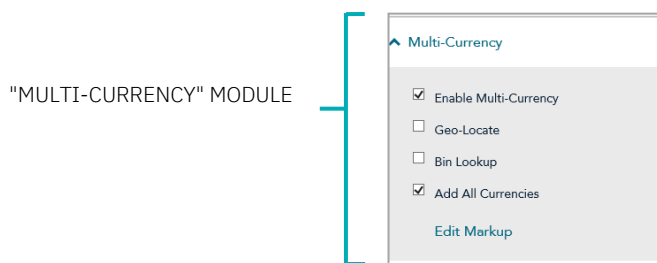 "MULTI-CURRENCY" MODULE
Multi-Currency
Enable Multi-Currency
Geo-Locate
Bin Lookup
Add All Currencies
Edit Markup